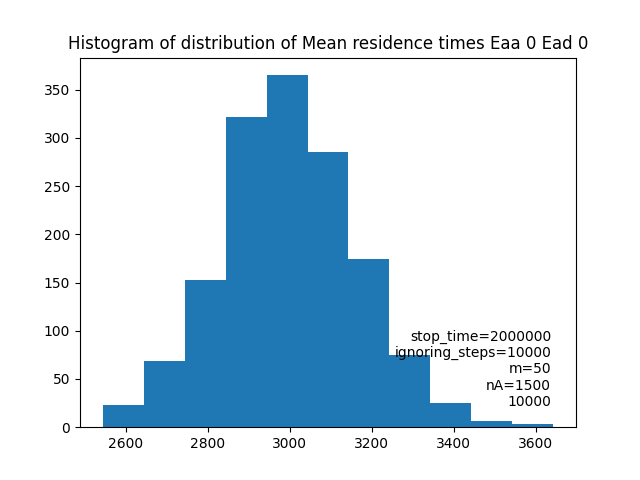 Histogram of distribution of Mean residence times Eaa 0 Ead 0
350
300
250
200
150
100
50
0
stop_time=2000000
ignoring_steps=10000
m=50
nA=1500
10000
2600 2800 3000 3200 3400 3600